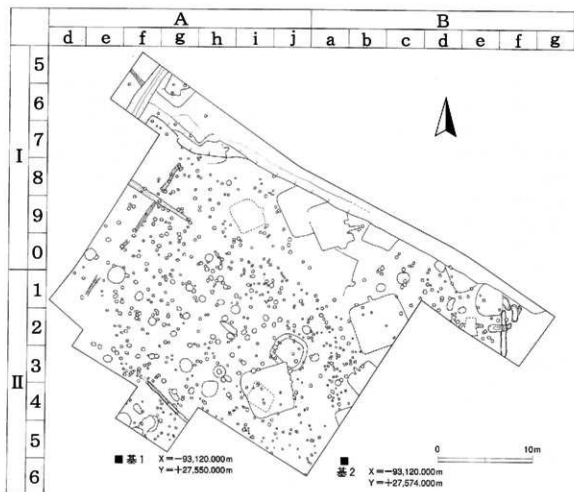 A B
d e f g h i j a b c d e f g
I
5
6
7
8
9
0
II
1
2
3
4
5
6
■基1 X=−93,120.000m
Y=+27,550.000m
■
基2 X=−93,120.000m
Y=+27,574.000m
0 10m